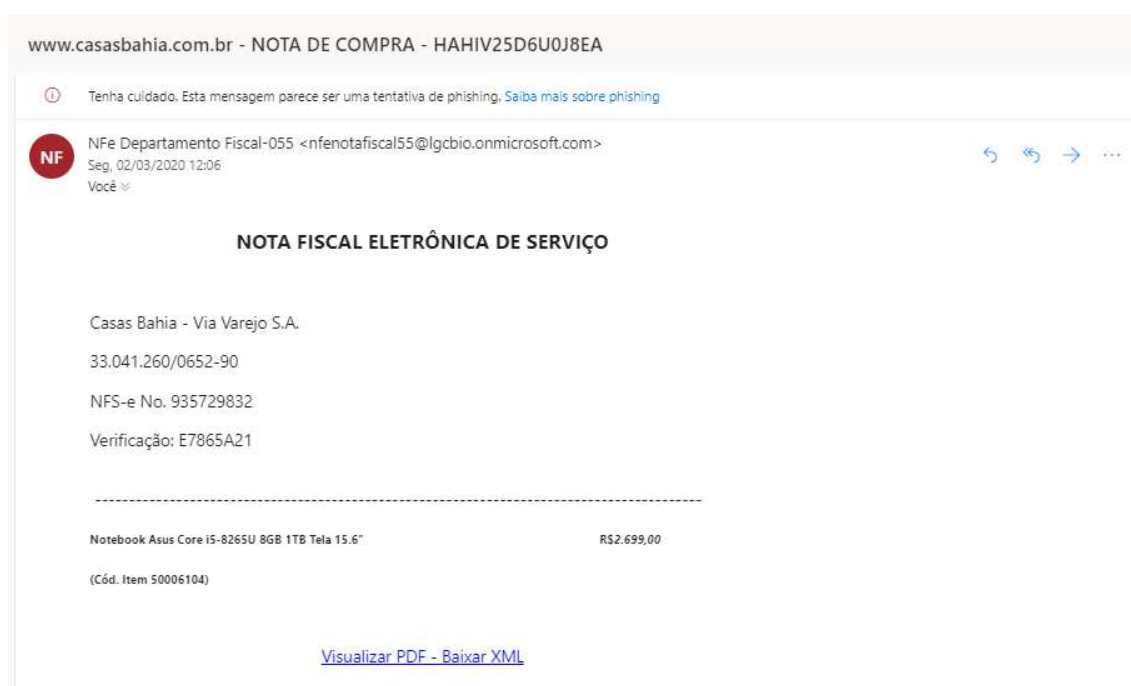 www.casasbahia.com.br - NOTA DE COMPRA - HAHIV25D6U0J8EA
Tenha cuidado. Esta mensagem parece ser uma tentativa de phishing. Saiba mais sobre phishing
NF
NFe Departamento Fiscal-055 <nfenotafiscal55@lgcbio.onmicrosoft.com>
Seg, 02/03/2020 12:06
Você
NOTA FISCAL ELETRÔNICA DE SERVIÇO
Casas Bahia - Via Varejo S.A.
33.041.260/0652-90
NFS-e No. 935729832
Verificação: E7865A21
--------------------------------------------------------------------------------------------
Notebook Asus Core i5-8265U 8GB 1TB Tela 15.6" R$2.699,00
(Cód. Item 50006104)
Visualizar PDF - Baixar XML